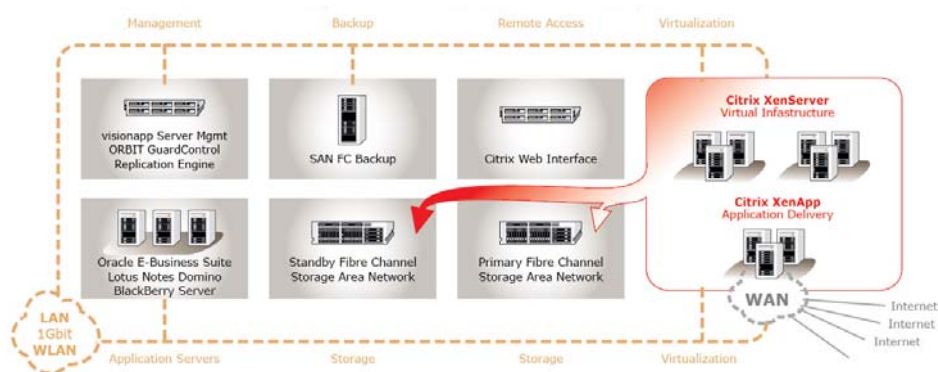 Management
Backup
Remote Access
Virtualization
visionapp Server Mgmt
ORBIT GuardControl
Replication Engine
SAN FC Backup
Citrix Web Interface
Citrix XenServer
Virtual Infastructure
Citrix XenApp
Application Delivery
Oracle E-Business Suite
Lotus Notes Domino
BlackBerry Server
Standby Fibre Channel
Storage Area Network
Primary Fibre Channel
Storage Area Network
LAN
1Gbit
WLAN
WAN
Internet
Internet
Internet
Application Servers
Storage
Storage
Virtualization